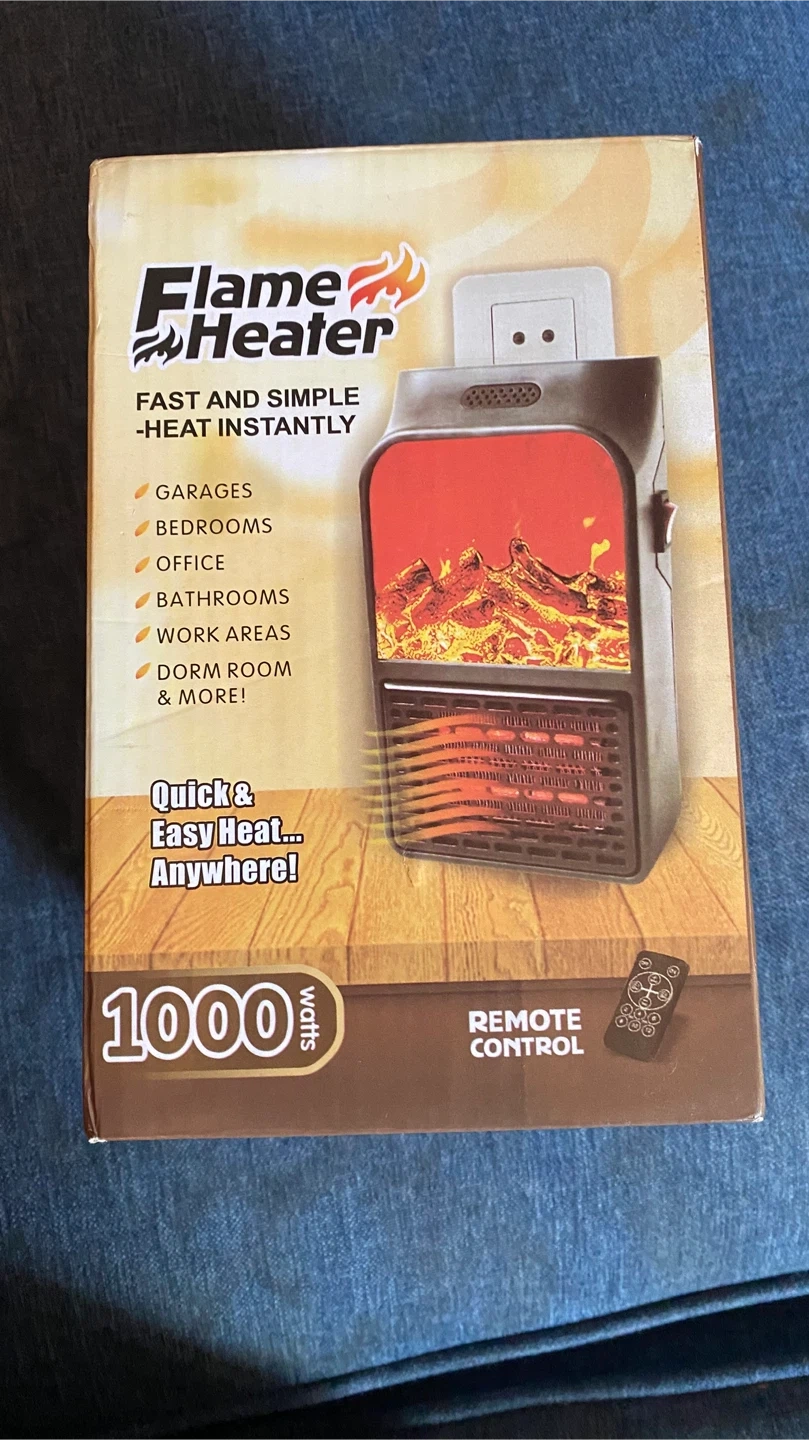 Flame
Heater
FAST AND SIMPLE
-HEAT INSTANTLY
GARAGES
BEDROOMS
OFFICE
BATHROOMS
WORK AREAS
DORM ROOM
& MORE!
Quick &
Easy Heat...
Anywhere!
1000 watts
REMOTE
CONTROL